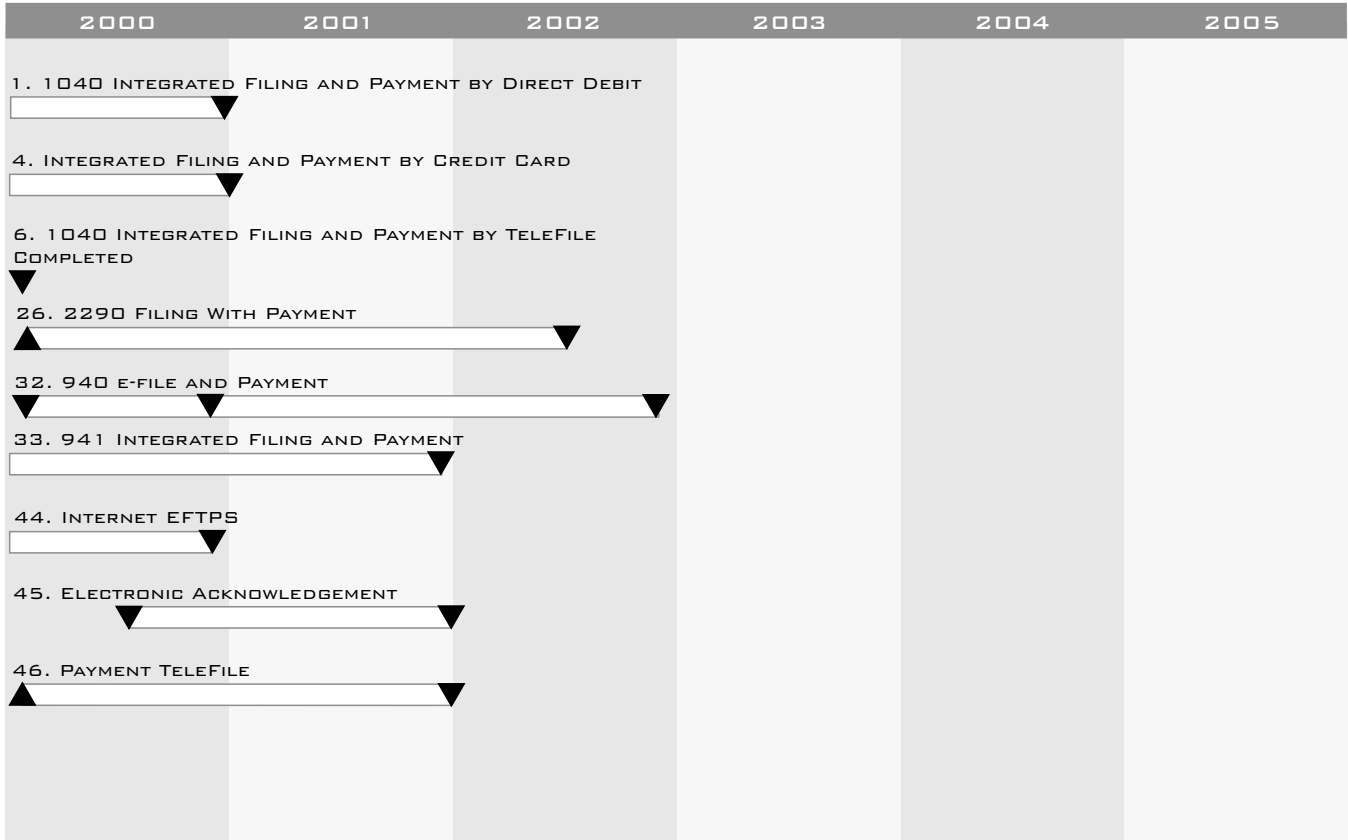 2000 2001 2002 2003 2004 2005
1. 1040 Integrated Filing and Payment by Direct Debit
4. Integrated Filing and Payment by Credit Card
6. 1040 Integrated Filing and Payment by TeleFile
Completed
26. 2290 Filing With Payment
32. 940 e-file and Payment
33. 941 Integrated Filing and Payment
44. Internet EFTPS
45. Electronic Acknowledgement
46. Payment TeleFile